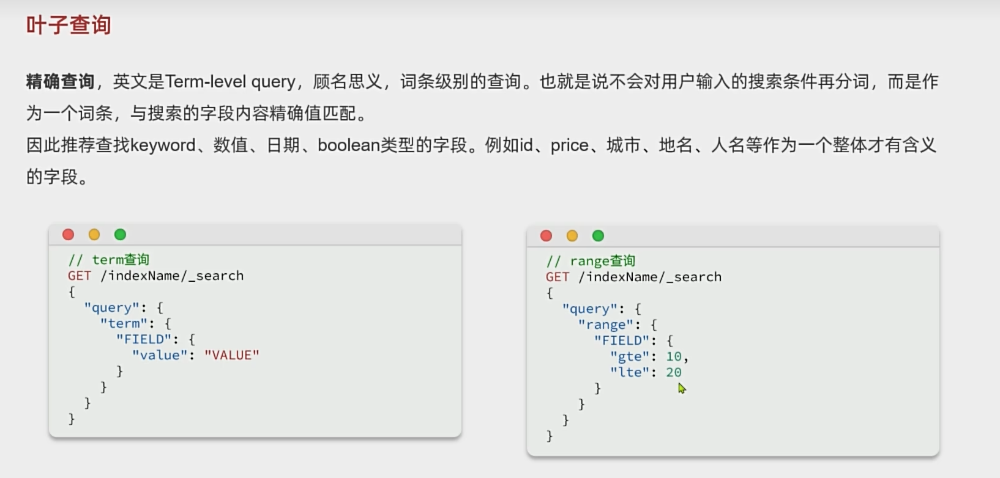 叶子查询
精确查询，英文是Term-level query，顾名思义，词条级别的查询。也就是说不会对用户输入的搜索条件再分词，而是作
为一个词条，与搜索的字段内容精确值匹配。
因此推荐查找keyword、数值、日期、boolean类型的字段。例如id、price、城市、地名、人名等作为一个整体才有含义
的字段。
// term查询
GET /indexName/_search
{
  "query": {
    "term": {
      "FIELD": {
        "value": "VALUE"
      }
    }
  }
}
// range查询
GET /indexName/_search
{
  "query": {
    "range": {
      "FIELD": {
        "gte": 10,
        "lte": 20
      }
    }
  }
}